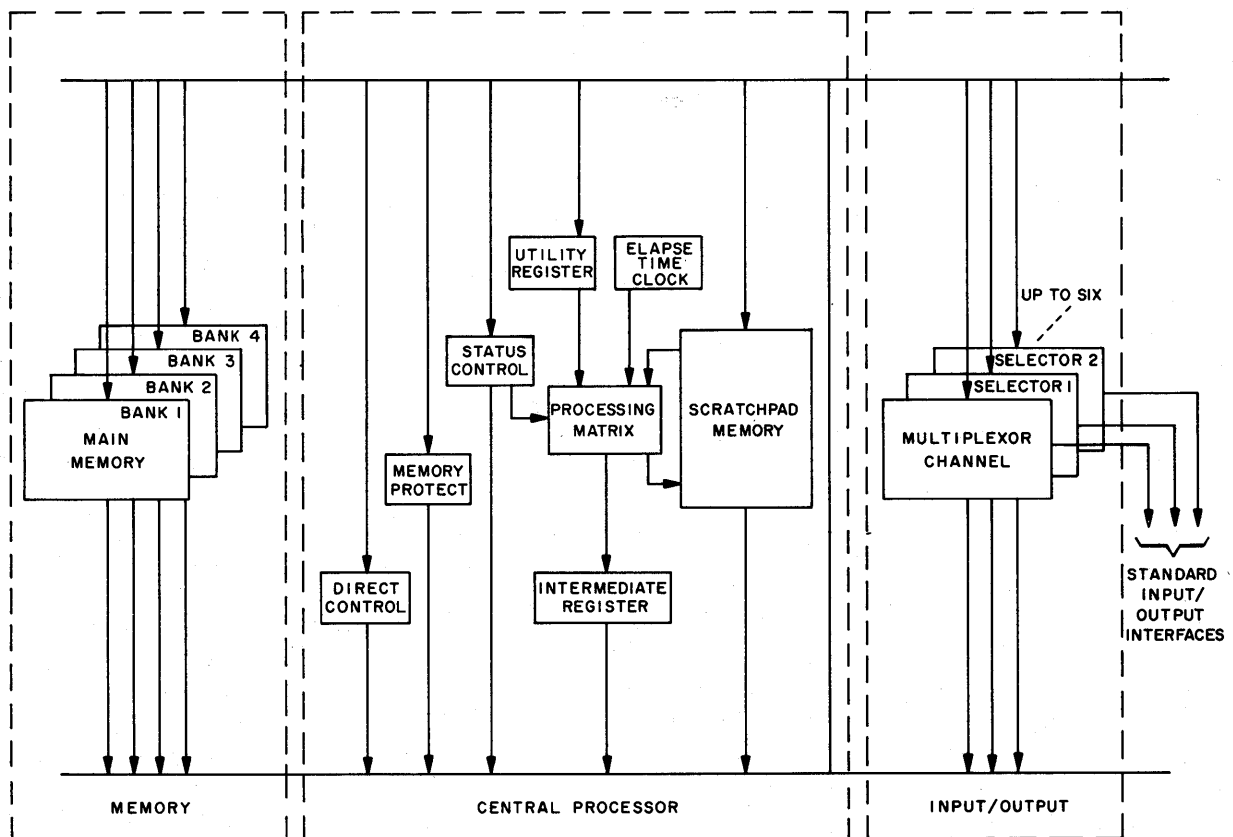 UTILITY
REGISTER
ELAPSE
TIME
CLOCK
UP TO SIX
BANK 4
BANK 3
BANK 2
BANK 1
MAIN
MEMORY
STATUS
CONTROL
PROCESSING
MATRIX
SCRATCHPAD
MEMORY
SELECTOR 2
SELECTOR 1
MULTIPLEXOR
CHANNEL
MEMORY
PROTECT
DIRECT
CONTROL
INTERMEDIATE
REGISTER
STANDARD
INPUT/
OUTPUT
INTERFACES
MEMORY
CENTRAL PROCESSOR
INPUT/OUTPUT